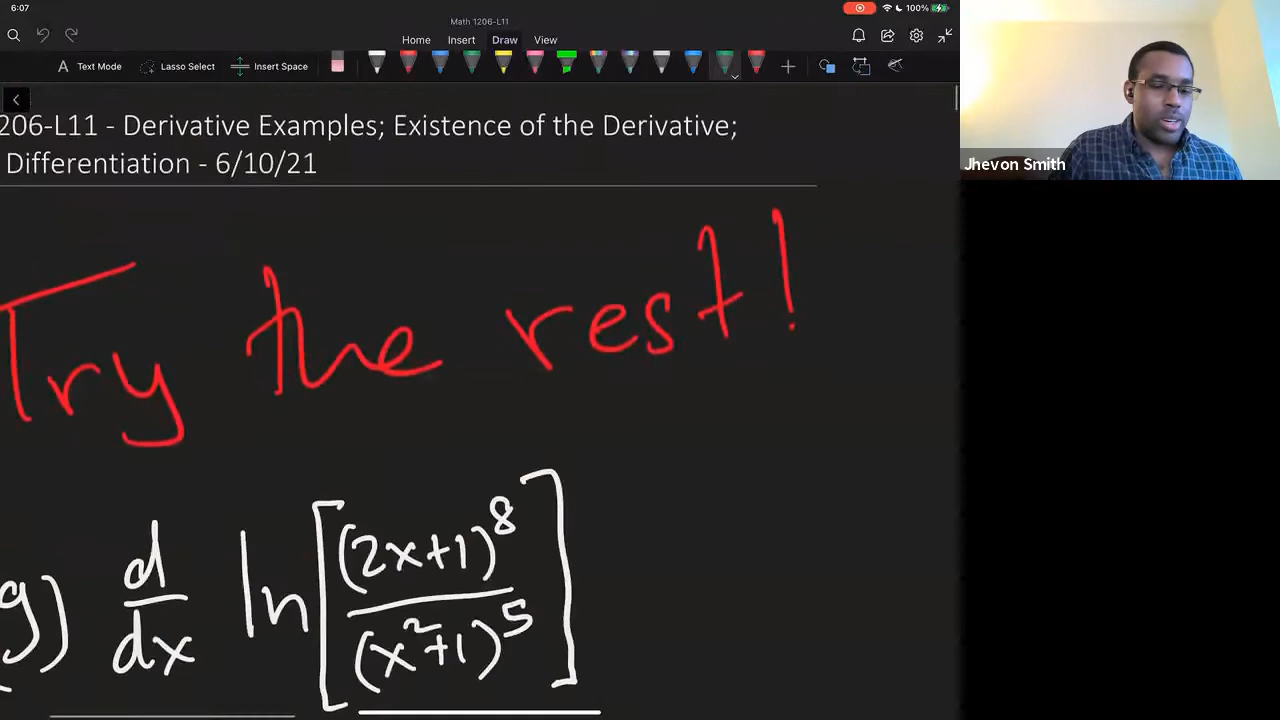 6:07
100%
Math 1206-L11
Home Insert Draw View
Text Mode Lasso Select Insert Space
206-L11 - Derivative Examples; Existence of the Derivative;
Differentiation - 6/10/21
Jhevon Smith
Try the rest!
g) d/dx ln[(2x+1)^8/(x^2+1)^5]